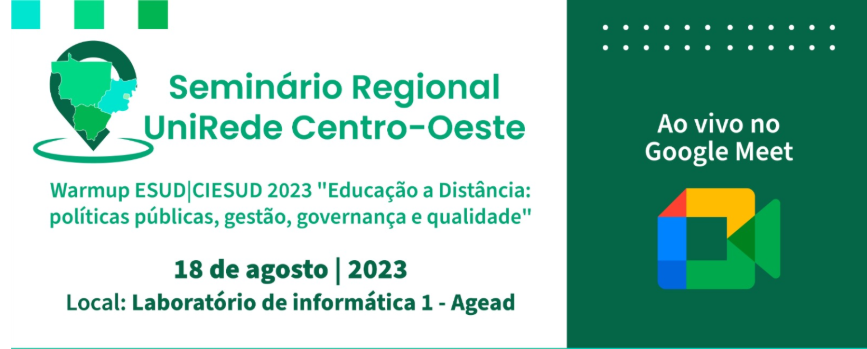 Seminário Regional
UniRede Centro-Oeste
Warmup ESUD|CIESUD 2023 "Educação a Distância:
políticas públicas, gestão, governança e qualidade"
18 de agosto | 2023
Local: Laboratório de informática 1 - Agead
Ao vivo no
Google Meet